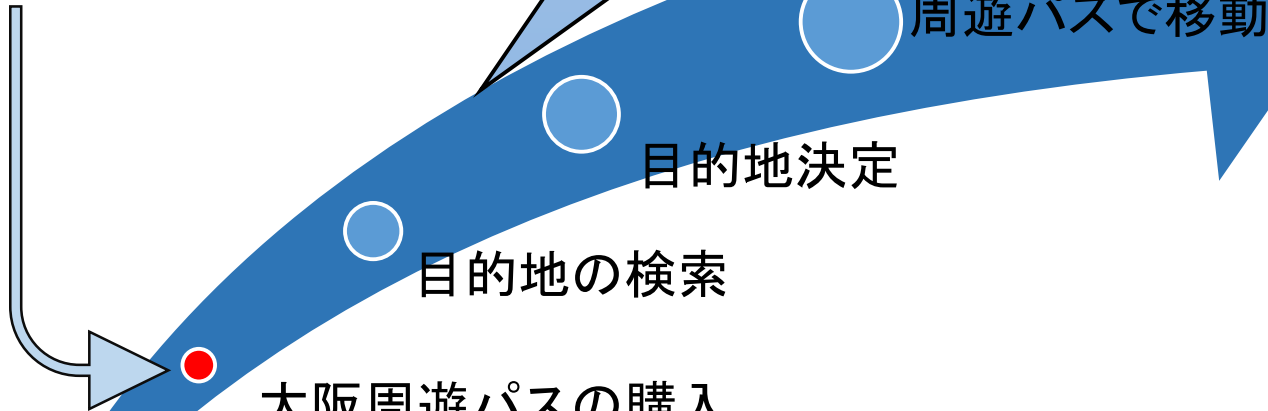 周遊パスで移動
目的地決定
目的地の検索
大阪周遊パスの購入